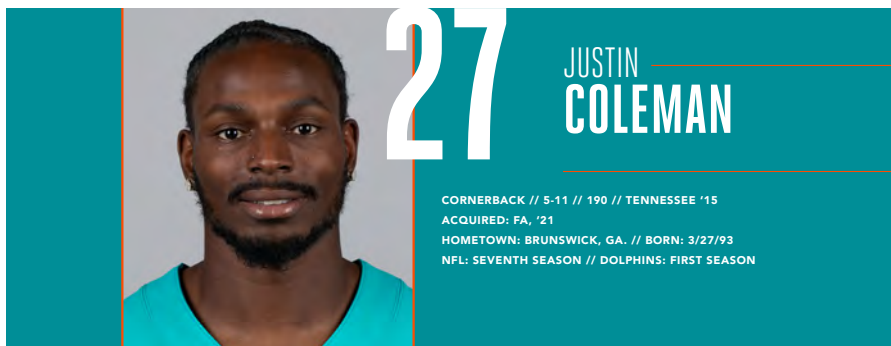 27
JUSTIN
COLEMAN
CORNERBACK // 5-11 // 190 // TENNESSEE ‘15
ACQUIRED: FA, ‘21
HOMETOWN: BRUNSWICK, GA. // BORN: 3/27/93
NFL: SEVENTH SEASON // DOLPHINS: FIRST SEASON